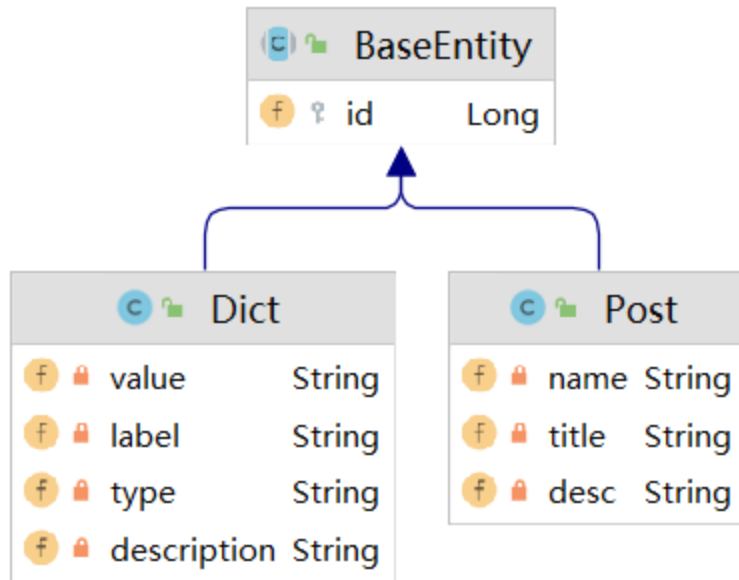 BaseEntity
id Long
Dict
value String
label String
type String
description String
Post
name String
title String
desc String